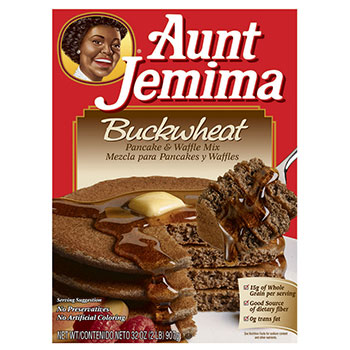 Aunt
Jemima
®
Buckwheat
Pancake & Waffle Mix
Mezcla para Pancakes y Waffles
15g of Whole
Grain per serving
Good Source
of dietary fiber
0g trans fat
Serving Suggestion
No Preservatives
No Artificial Coloring
NET WT/CONTENIDO NETO 32 OZ (2 LB) 907g